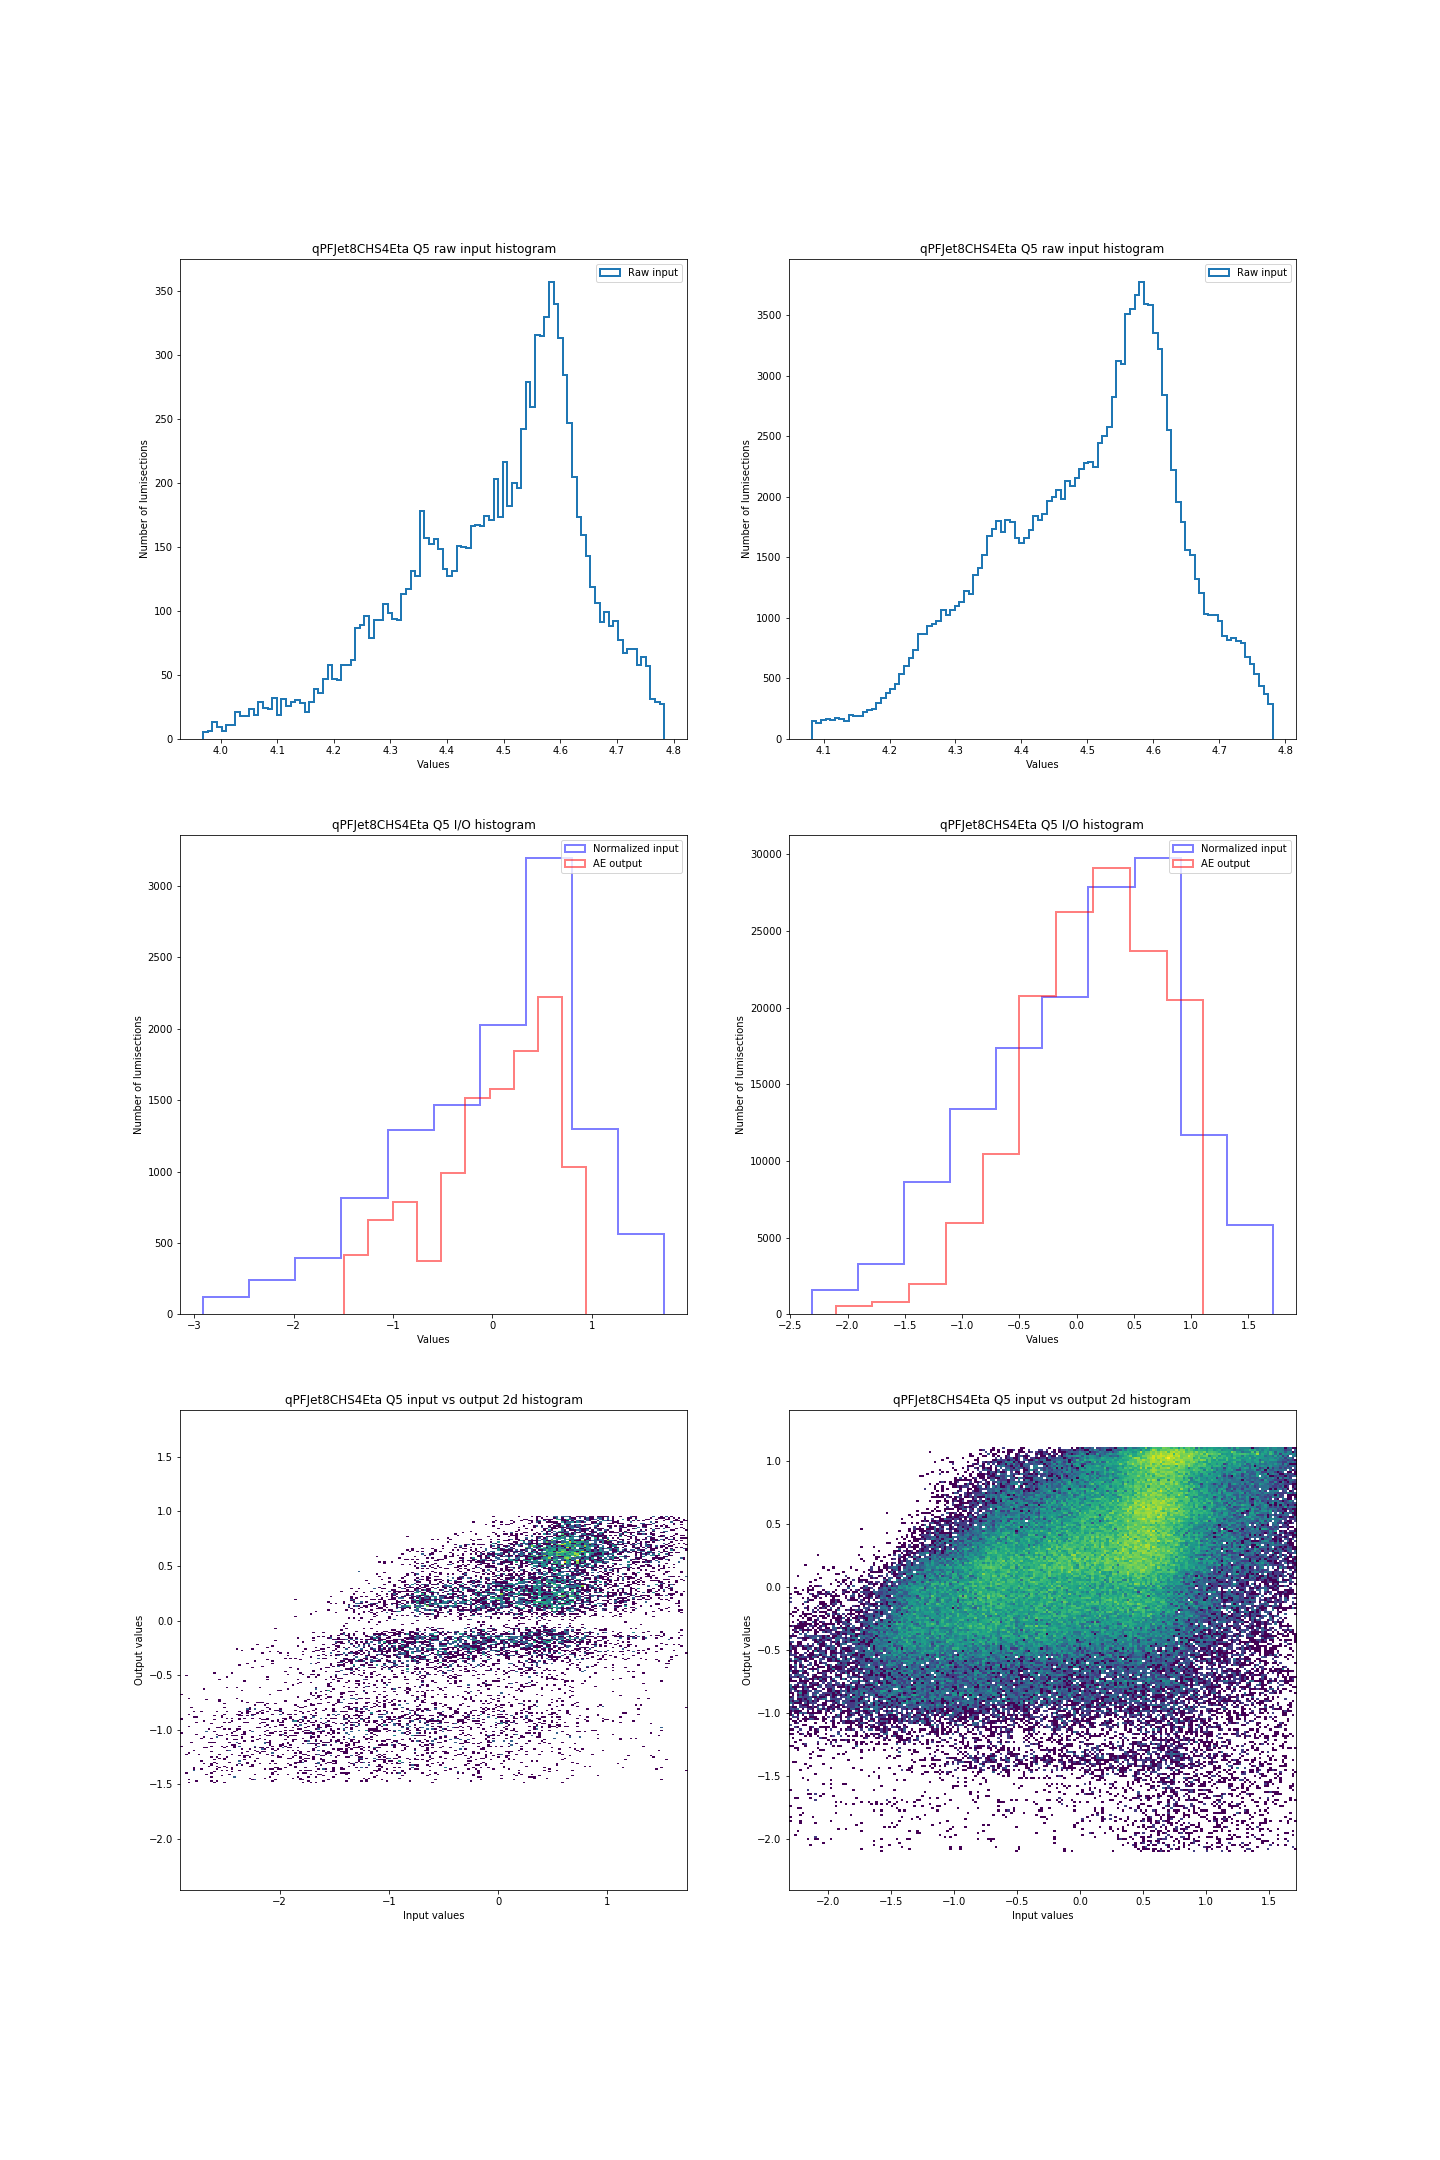 qPFJet8CHS4Eta Q5 raw input histogram
Raw input
Number of lumisections
350
300
250
200
150
100
50
0
4.0 4.1 4.2 4.3 4.4 4.5 4.6 4.7 4.8
Values
qPFJet8CHS4Eta Q5 raw input histogram
Raw input
Number of lumisections
3500
3000
2500
2000
1500
1000
500
0
4.1 4.2 4.3 4.4 4.5 4.6 4.7 4.8
Values
qPFJet8CHS4Eta Q5 I/O histogram
Normalized input
AE output
Number of lumisections
3000
2500
2000
1500
1000
500
0
−3 −2 −1 0 1
Values
qPFJet8CHS4Eta Q5 I/O histogram
Normalized input
AE output
Number of lumisections
30000
25000
20000
15000
10000
5000
0
−2.5 −2.0 −1.5 −1.0 −0.5 0.0 0.5 1.0 1.5
Values
qPFJet8CHS4Eta Q5 input vs output 2d histogram
Output values
1.5
1.0
0.5
0.0
−0.5
−1.0
−1.5
−2.0
−2 −1 0 1
Input values
qPFJet8CHS4Eta Q5 input vs output 2d histogram
Output values
1.0
0.5
0.0
−0.5
−1.0
−1.5
−2.0
−2.0 −1.5 −1.0 −0.5 0.0 0.5 1.0 1.5
Input values